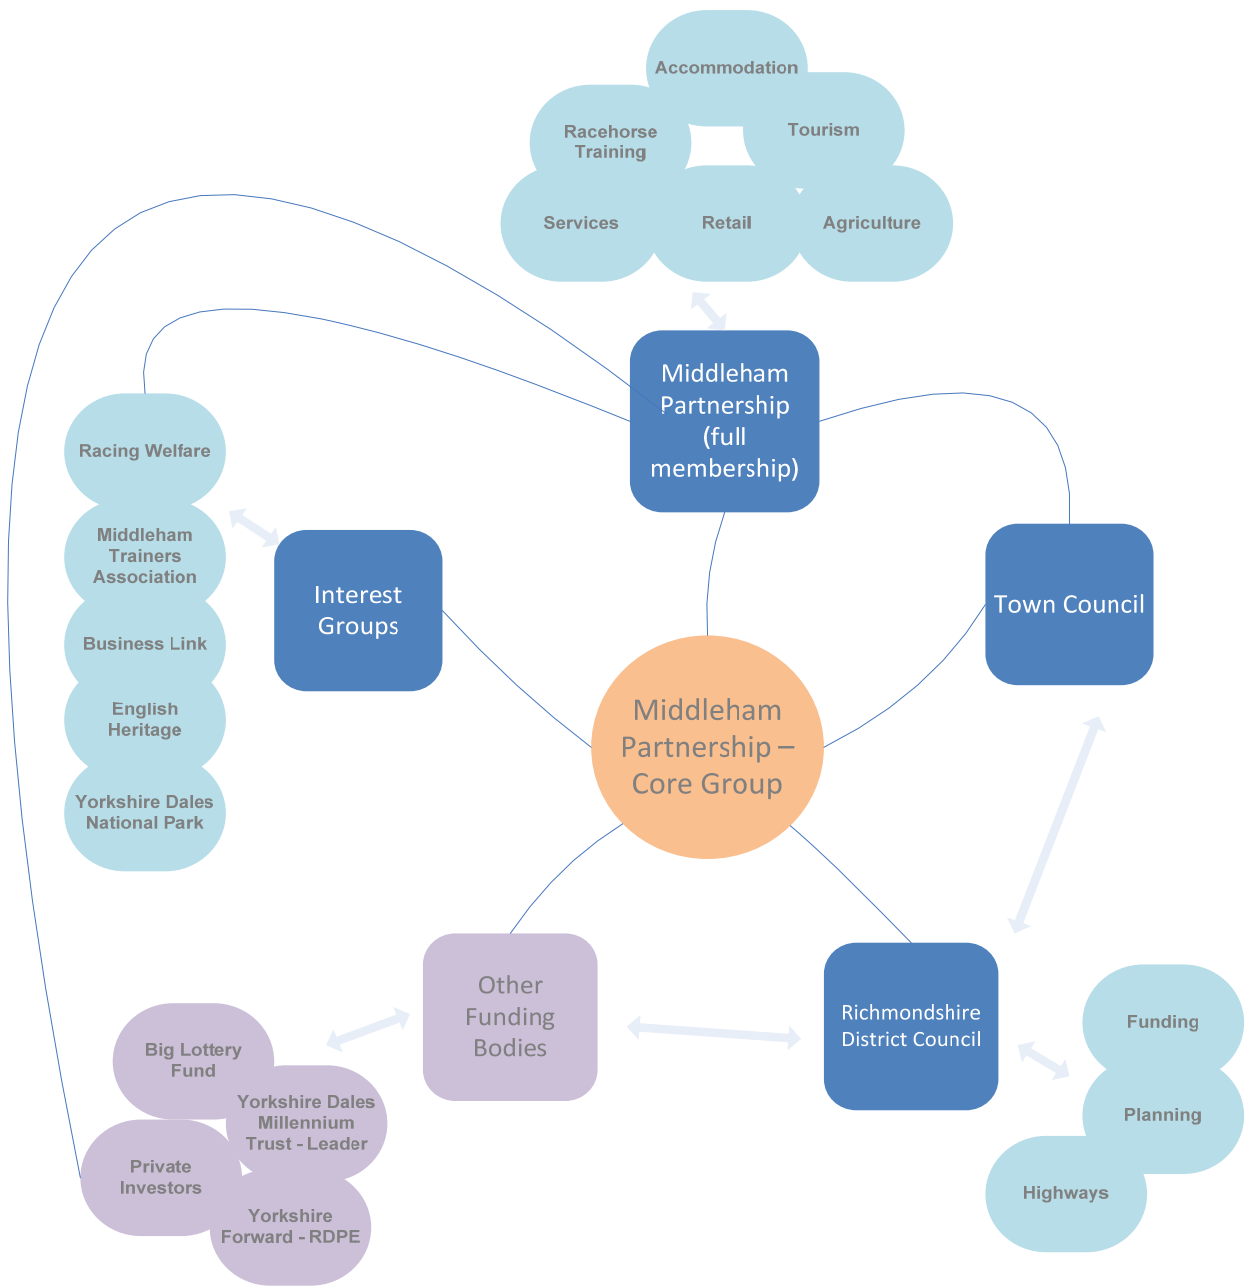 Accommodation
Racehorse
Training
Tourism
Services
Retail
Agriculture
Middleham
Partnership
(full
membership)
Racing Welfare
Middleham
Trainers
Association
Business Link
English
Heritage
Yorkshire Dales
National Park
Interest
Groups
Town Council
Middleham
Partnership –
Core Group
Other
Funding
Bodies
Richmondshire
District Council
Big Lottery
Fund
Yorkshire Dales
Millennium
Trust - Leader
Private
Investors
Yorkshire
Forward - RDPE
Funding
Planning
Highways